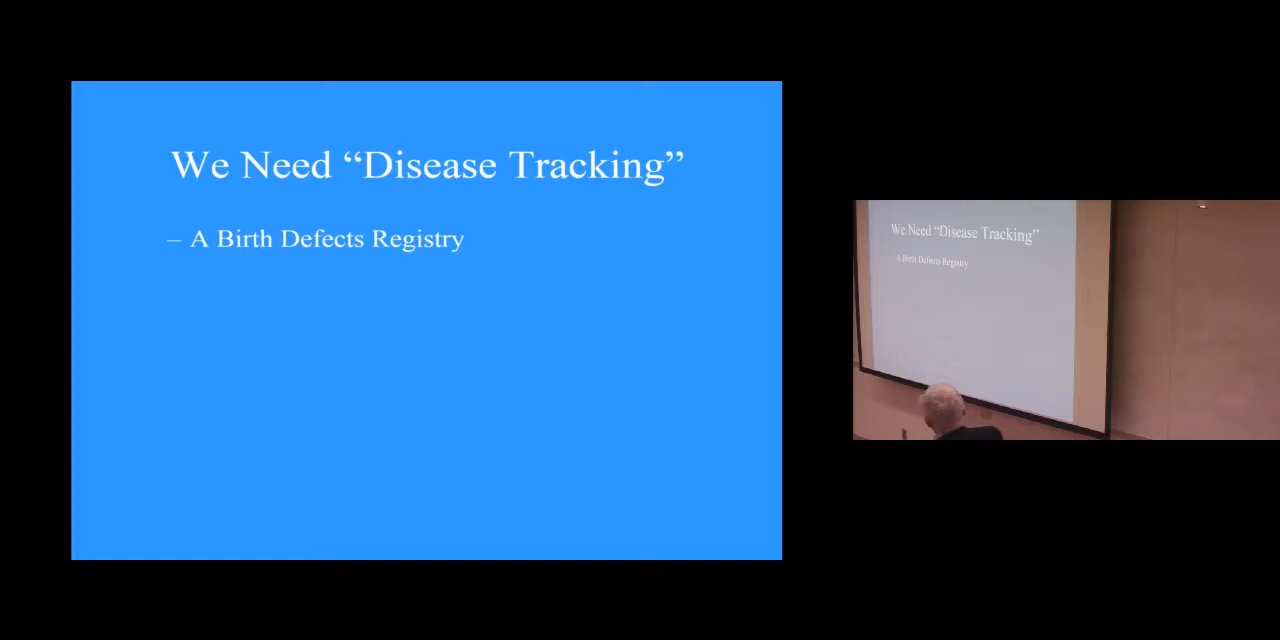 We Need “Disease Tracking”
– A Birth Defects Registry
We Need “Disease Tracking”
A Birth Defects Registry